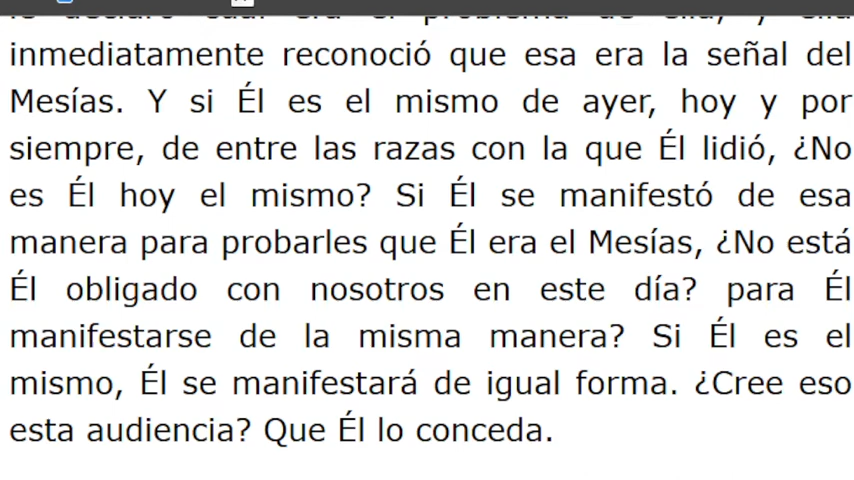 inmediatamente reconoció que esa era la señal del
Mesías. Y si Él es el mismo de ayer, hoy y por
siempre, de entre las razas con la que Él lidió, ¿No
es Él hoy el mismo? Si Él se manifestó de esa
manera para probarles que Él era el Mesías, ¿No está
Él obligado con nosotros en este día? para Él
manifestarse de la misma manera? Si Él es el
mismo, Él se manifestará de igual forma. ¿Cree eso
esta audiencia? Que Él lo conceda.